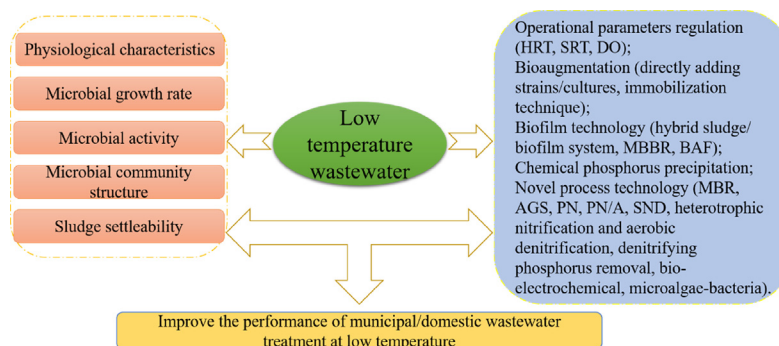 Physiological characteristics
Microbial growth rate
Microbial activity
Microbial community
structure
Sludge settleability
Low
temperature
wastewater
Operational parameters regulation
(HRT, SRT, DO);
Bioaugmentation (directly adding
strains/cultures, immobilization
technique);
Biofilm technology (hybrid sludge/
biofilm system, MBBR, BAF);
Chemical phosphorus precipitation;
Novel process technology (MBR,
AGS, PN, PN/A, SND, heterotrophic
nitrification and aerobic
denitrification, denitrifying
phosphorus removal, bio-
electrochemical, microalgae-bacteria).
Improve the performance of municipal/domestic wastewater
treatment at low temperature